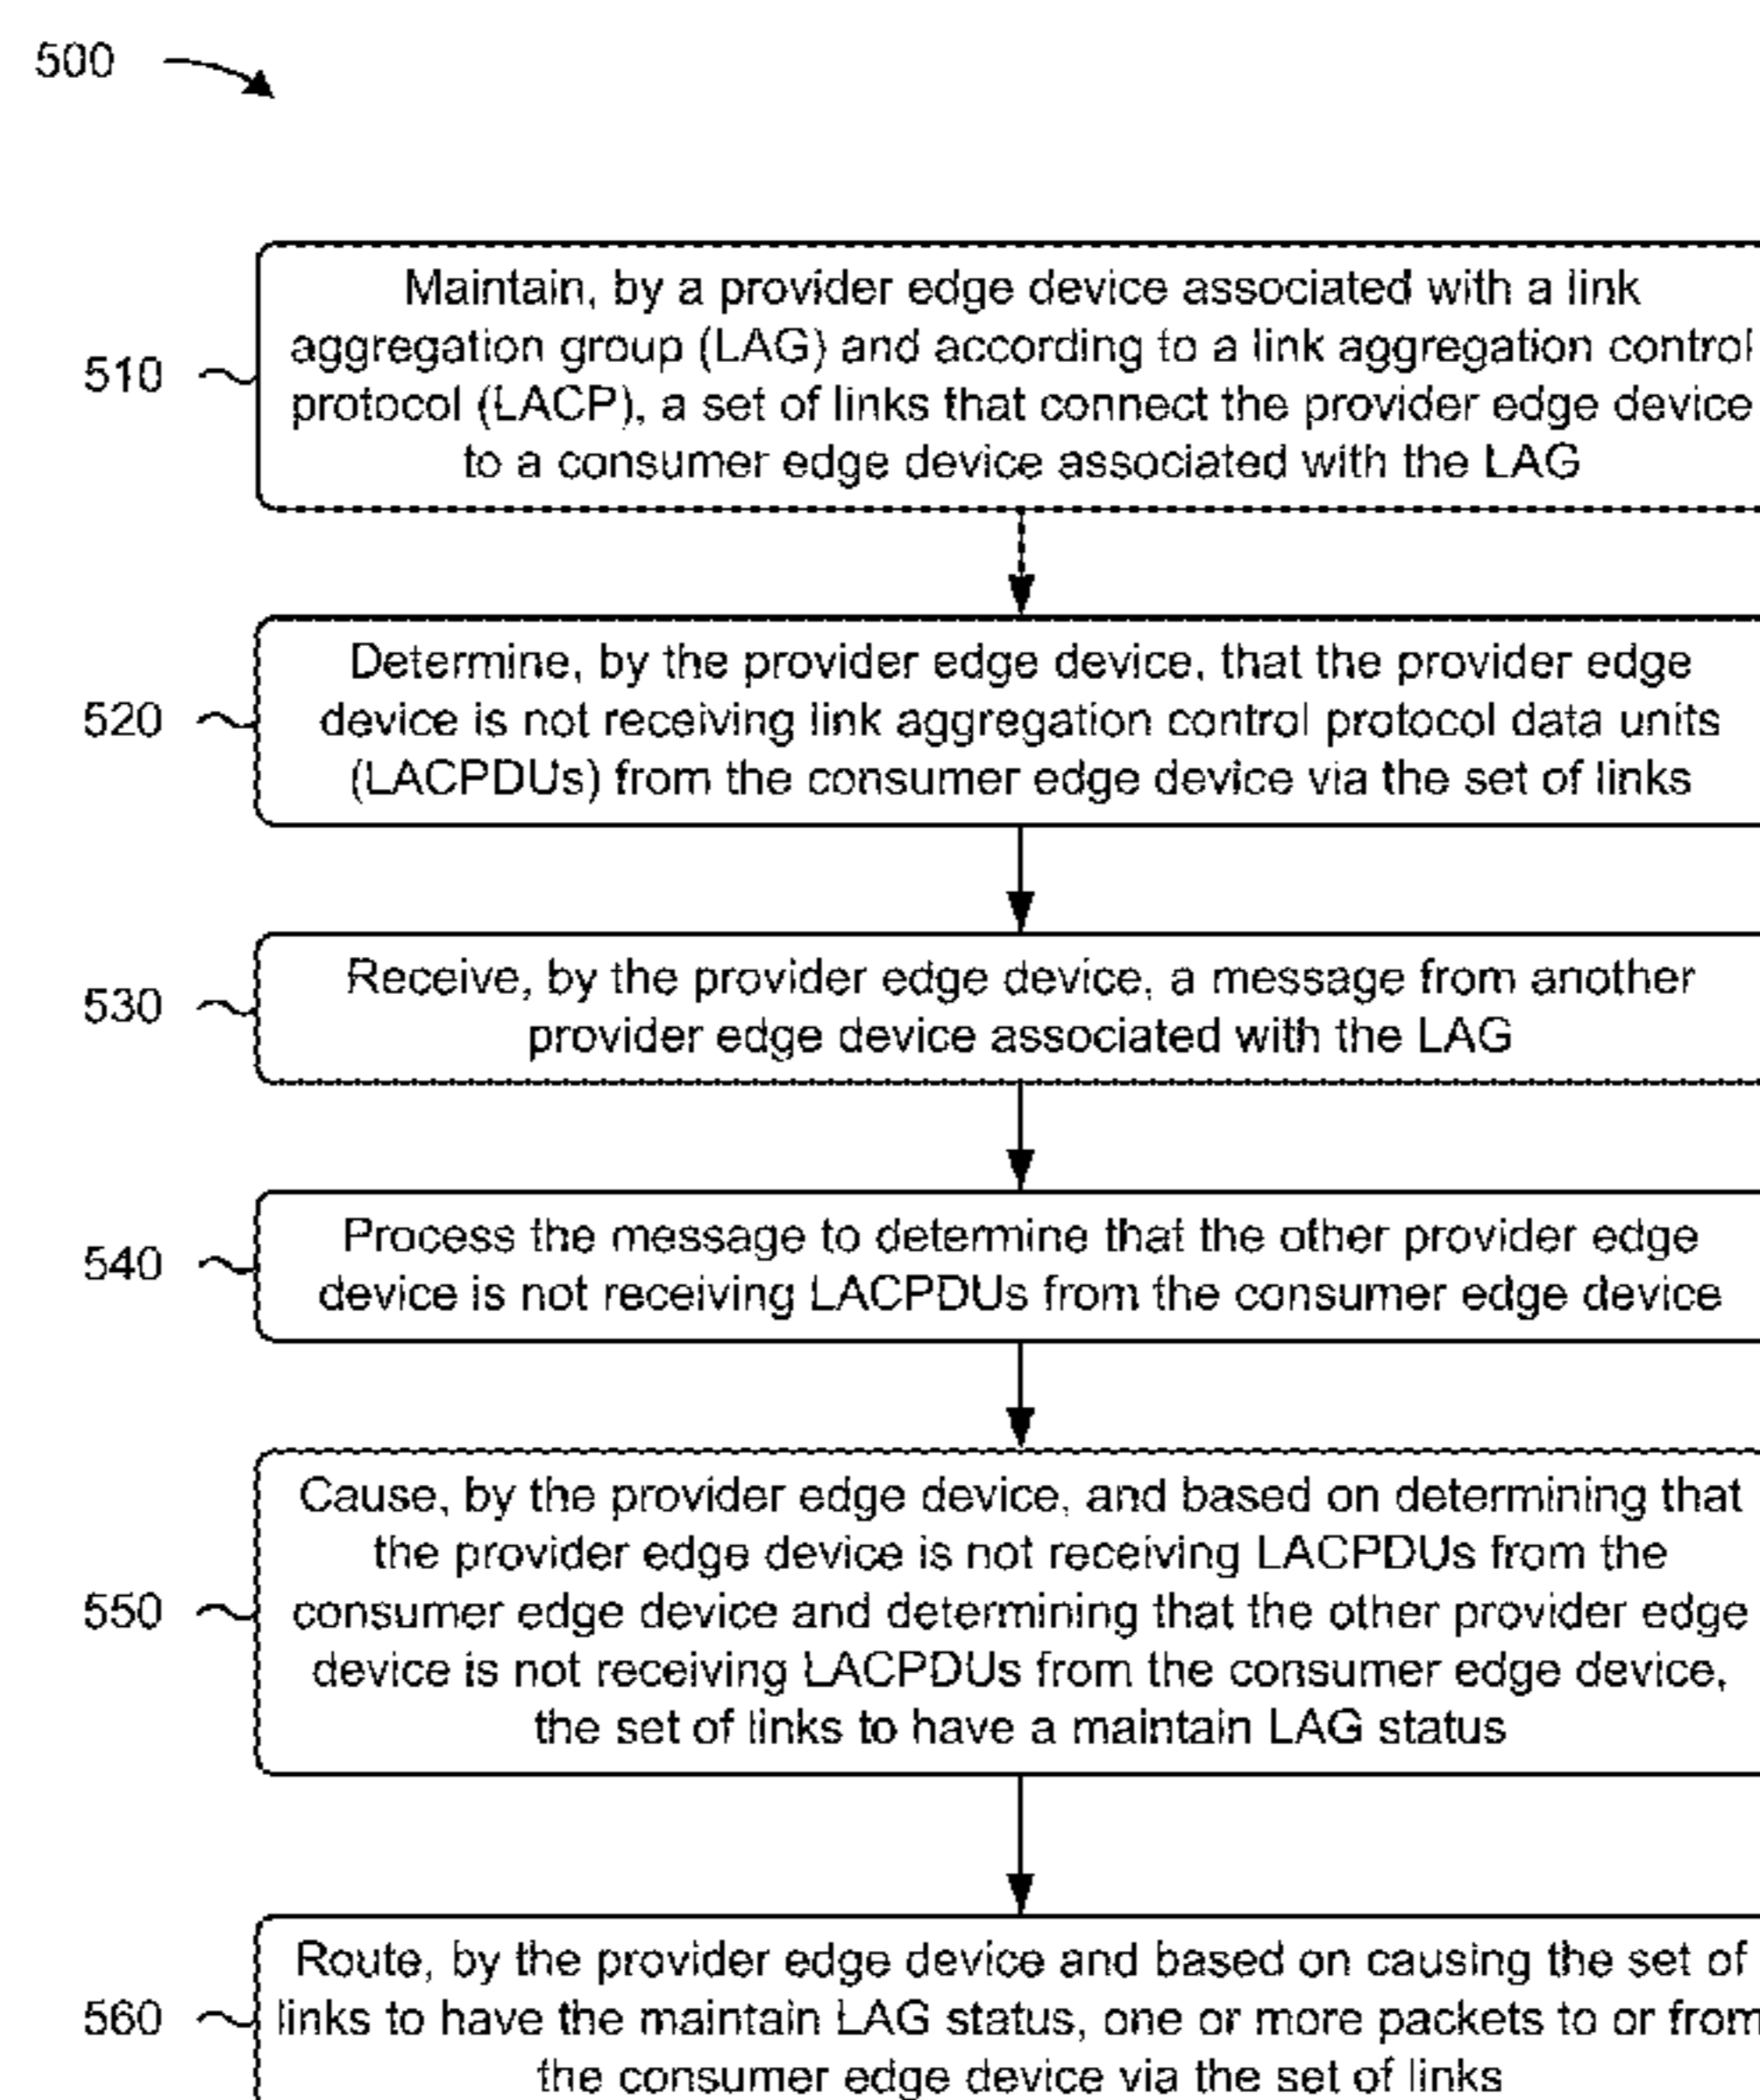 500
510
Maintain, by a provider edge device associated with a link
aggregation group (LAG) and according to a link aggregation control
protocol (LACP), a set of links that connect the provider edge device
to a consumer edge device associated with the LAG
520
Determine, by the provider edge device, that the provider edge
device is not receiving link aggregation control protocol data units
(LACPDUs) from the consumer edge device via the set of links
530
Receive, by the provider edge device, a message from another
provider edge device associated with the LAG
540
Process the message to determine that the other provider edge
device is not receiving LACPDUs from the consumer edge device
550
Cause, by the provider edge device, and based on determining that
the provider edge device is not receiving LACPDUs from the
consumer edge device and determining that the other provider edge
device is not receiving LACPDUs from the consumer edge device,
the set of links to have a maintain LAG status
560
Route, by the provider edge device and based on causing the set of
links to have the maintain LAG status, one or more packets to or from
the consumer edge device via the set of links